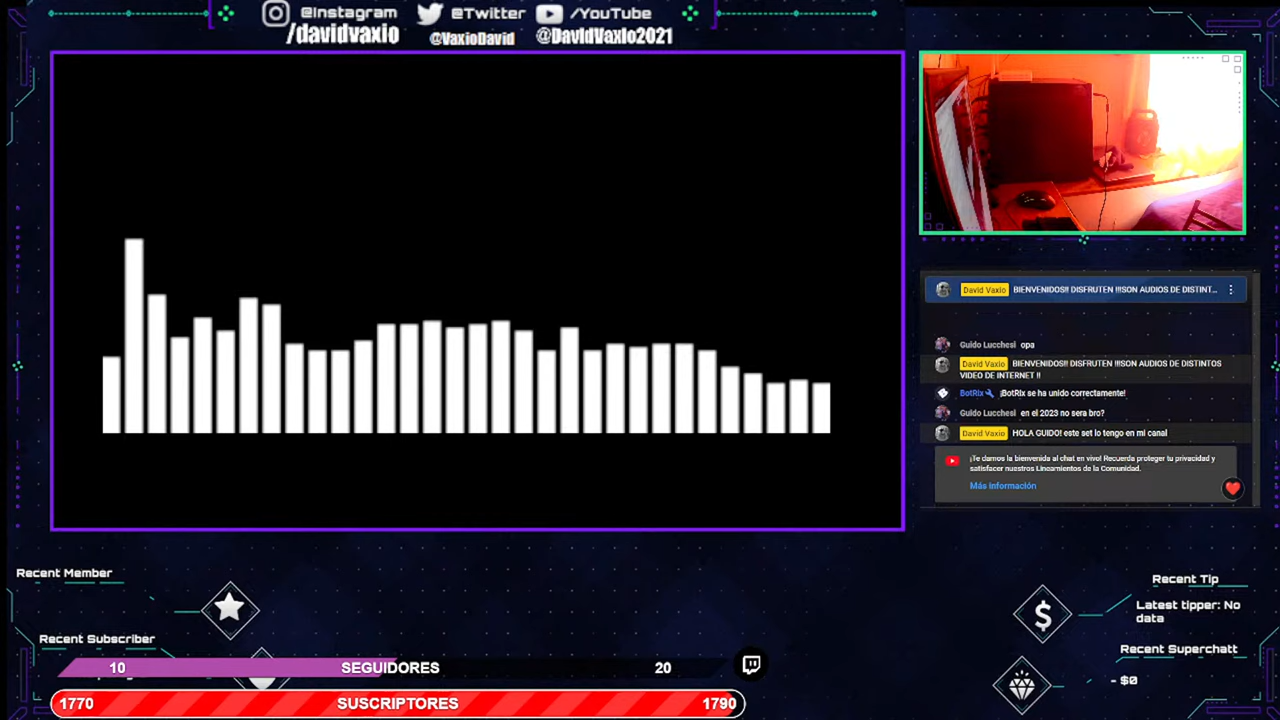 @Instagram
/davidvaxio
@Twitter
@VaxioDavid
/YouTube
@DavidVaxio2021
David Vaxio BIENVENIDOS!! DISFRUTEN !!!SON AUDIOS DE DISTINT...
Guido Lucchesi opa
David Vaxio BIENVENIDOS!! DISFRUTEN !!!SON AUDIOS DE DISTINTOS
VIDEO DE INTERNET !!
BotRix ¡BotRix se ha unido correctamente!
Guido Lucchesi en el 2023 no sera bro?
David Vaxio HOLA GUIDO! este set lo tengo en mi canal
¡Te damos la bienvenida al chat en vivo! Recuerda proteger tu privacidad y
satisfacer nuestros Lineamientos de la Comunidad.
Más información
Recent Member
Recent Subscriber
10 SEGUIDORES 20
1770 SUSCRIPTORES 1790
Recent Tip
Latest tipper: No
data
Recent Superchatt
- $0